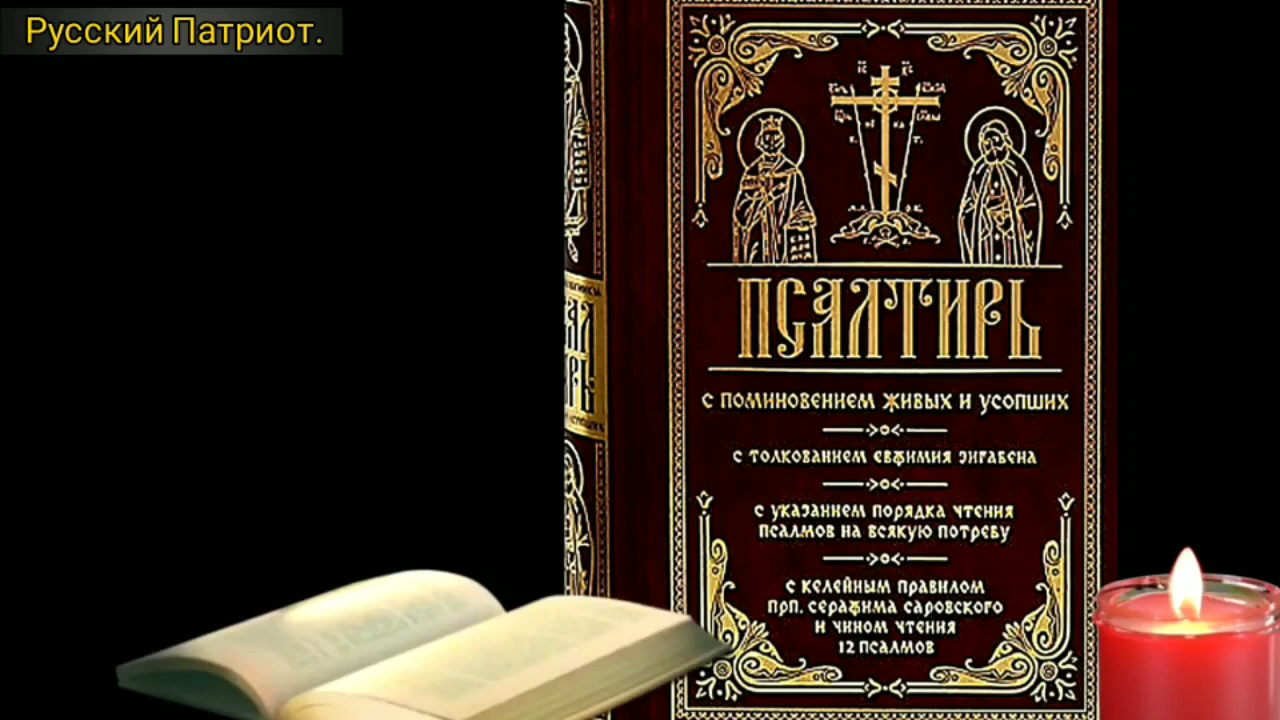 Русский Патриот.
ПСАЛТИРЬ
С ПОМИНОВЕНИЕМ ЖИВЫХ И УСОПШИХ
С ТОЛКОВАНИЕМ ЕВФИМИЯ ЗИГАБЕНА
С УКАЗАНИЕМ ПОРЯДКА ЧТЕНИЯ
ПСАЛМОВ НА ВСЯКУЮ ПОТРЕБУ
С КЕЛЕЙНЫМ ПРАВИЛОМ
ПРП. СЕРАФИМА САРОВСКОГО
И ЧИНОМ ЧТЕНИЯ
12 ПСАЛМОВ